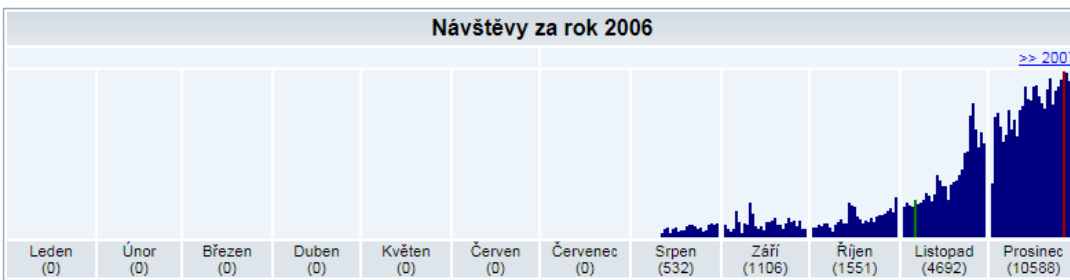 Návštěvy za rok 2006
>> 2007
Leden Únor Březen Duben Květen Červen Červenec Srpen Září Říjen Listopad Prosinec
(0) (0) (0) (0) (0) (0) (0) (532) (1106) (1551) (4692) (10588)